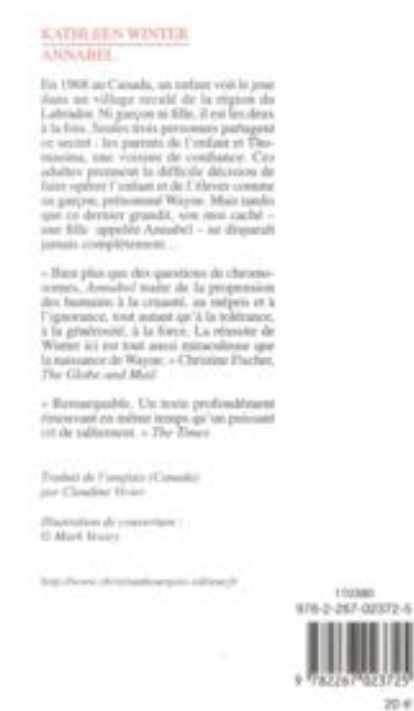 KATHLEEN WINTER
ANNABEL
En 1968 au Canada, un enfant voit le jour
dans un village reculé de la région du
Labrador. Ni garçon ni fille, il est les deux
à la fois. Seules trois personnes partagent
ce secret : les parents de l'enfant et Tho-
masina, une voisine de confiance. Ces
adultes prennent la difficile décision de
faire opérer l'enfant et de l'élever comme
un garçon, prénommé Wayne. Mais tandis
que ce dernier grandit, son moi caché –
une fille appelée Annabel – ne disparaît
jamais complètement…
« Bien plus que des questions de chromo-
somes, Annabel traite de la propension
des humains à la cruauté, au mépris et à
l'ignorance, tout autant qu'à la tolérance,
à la générosité, à la force. La réussite de
Winter ici est tout aussi miraculeuse que
la naissance de Wayne. » Christine Fischer,
The Globe and Mail
« Remarquable. Un texte profondément
émouvant en même temps qu'un puissant
cri de ralliement. » The Times
Traduit de l'anglais (Canada)
par Claudine Vivier
Illustration de couverture :
© Mark
http://www.christianbourgois-editeur.fr
978-2-267-02372-5
9 782267 023725
20 €